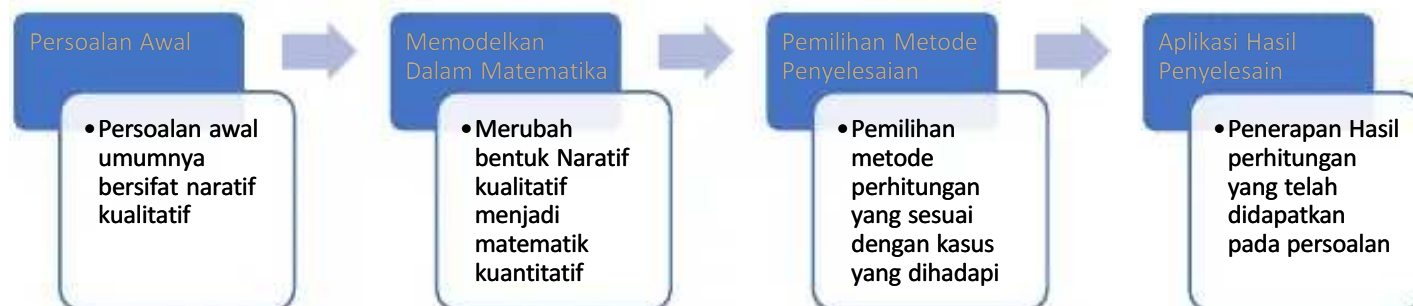 Persoalan Awal
•Persoalan awal
umumnya
bersifat naratif
kualitatif
Memodelkan
Dalam Matematika
•Merubah
bentuk Naratif
kualitatif
menjadi
matematik
kuantitatif
Pemilihan Metode
Penyelesaian
•Pemilihan
metode
perhitungan
yang sesuai
dengan kasus
yang dihadapi
Aplikasi Hasil
Penyelesain
•Penerapan Hasil
perhitungan
yang telah
didapatkan
pada persoalan